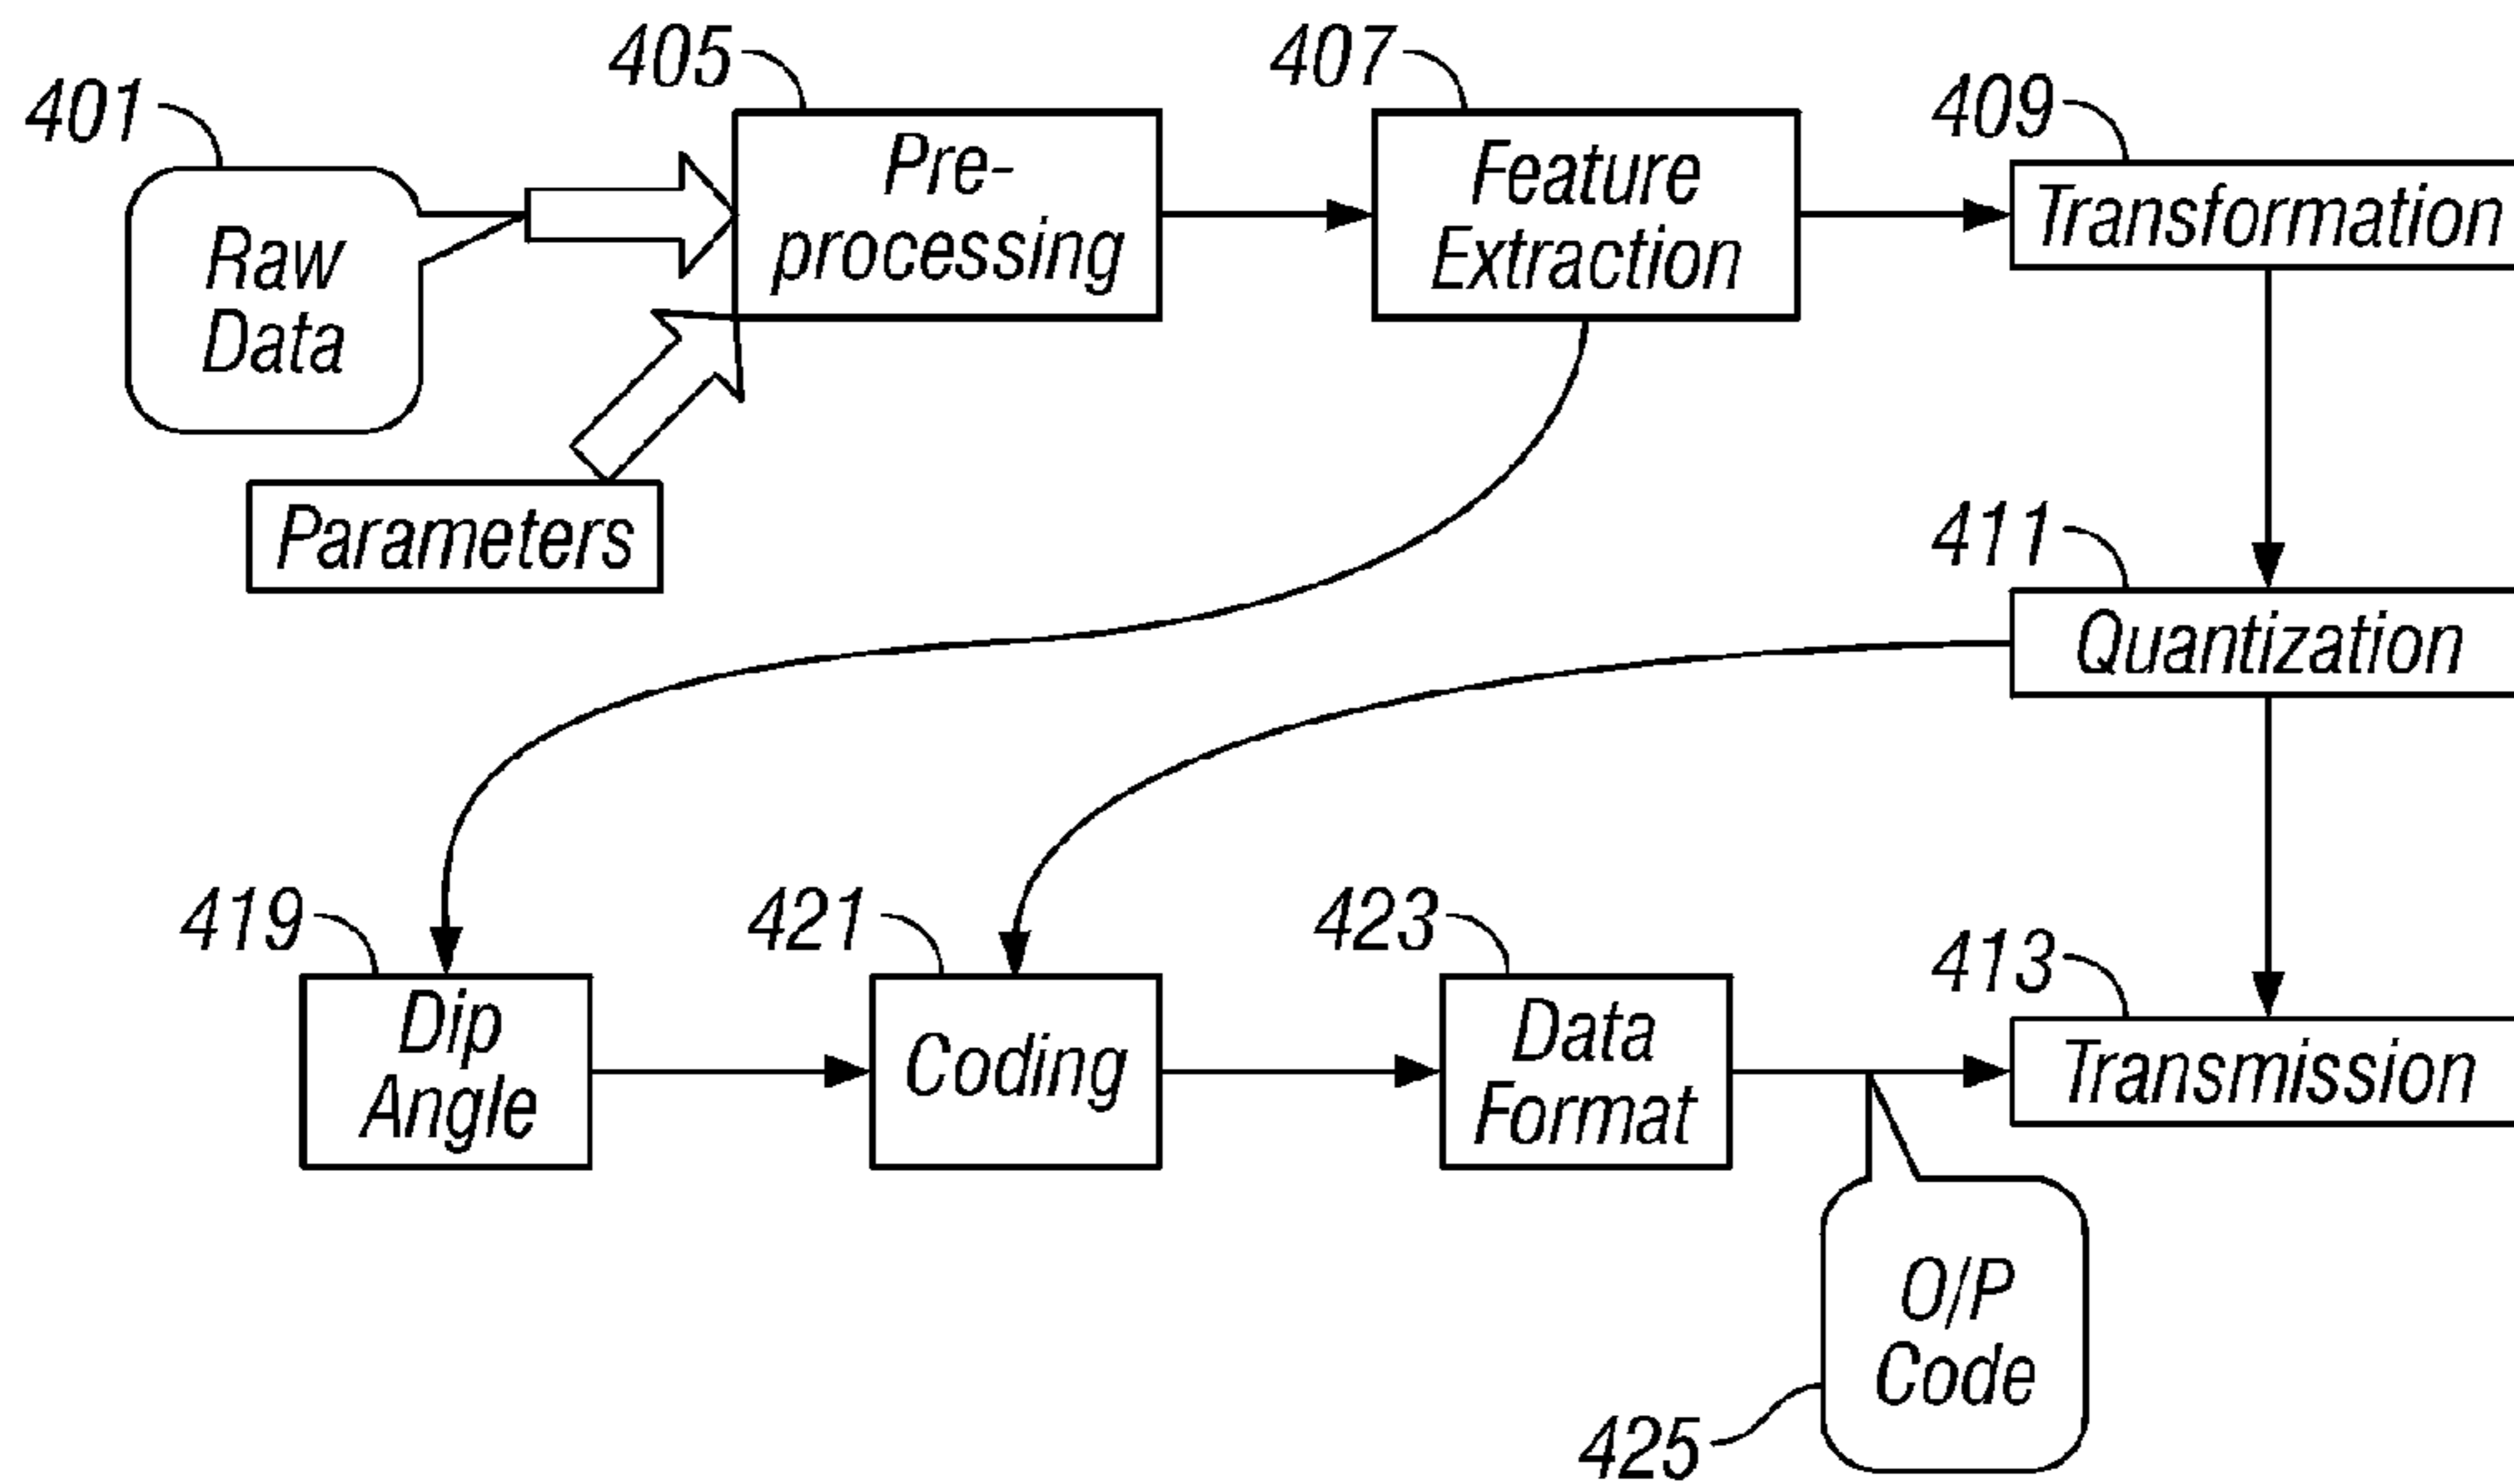 405
407
401
409
Pre-
processing
Feature
Extraction
Transformation
Raw
Data
Parameters
411
Quantization
419
421
423
413
Dip
Angle
Coding
Data
Format
Transmission
O/P
Code
425